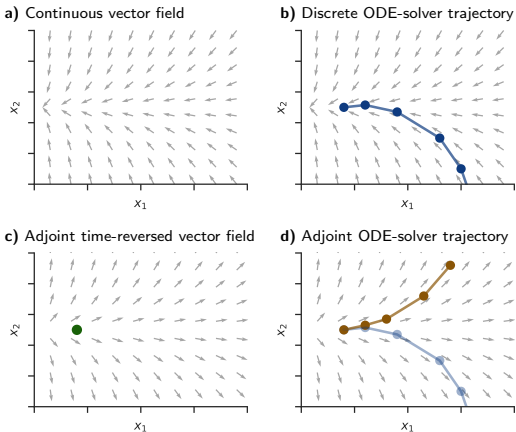 a) Continuous vector field
b) Discrete ODE-solver trajectory
x2
x1
x2
x1
c) Adjoint time-reversed vector field
d) Adjoint ODE-solver trajectory
x2
x1
x2
x1